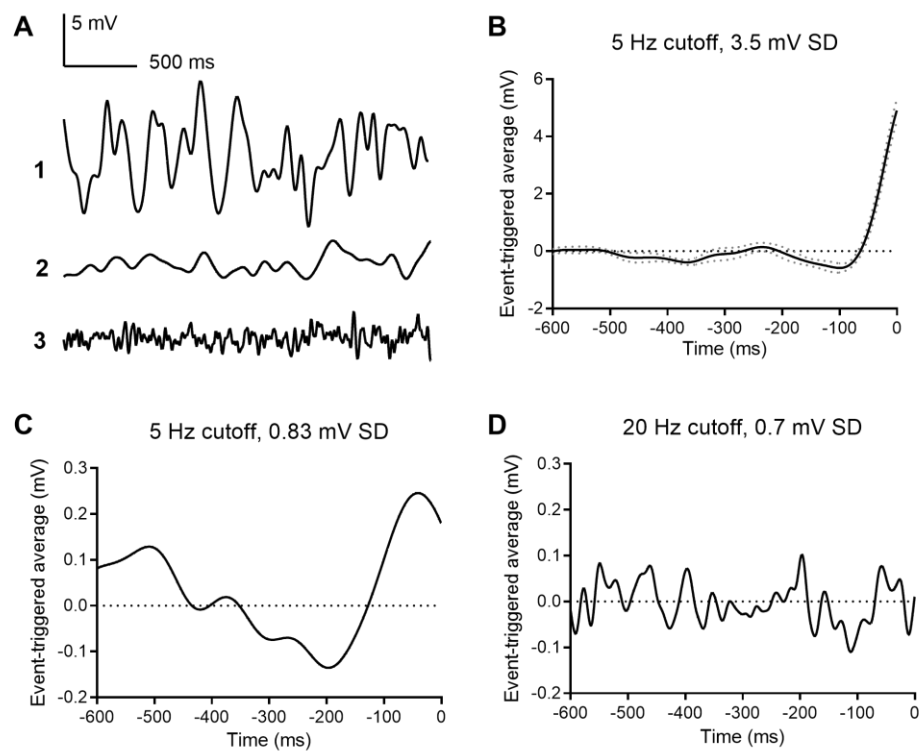 A
5 mV
500 ms
1
2
3
B
5 Hz cutoff, 3.5 mV SD
Event-triggered average (mV)
6
4
2
0
-2
-600
-500
-400
-300
-200
-100
0
Time (ms)
C
5 Hz cutoff, 0.83 mV SD
Event-triggered average (mV)
0.3
0.2
0.1
0.0
-0.1
-0.2
-600
-500
-400
-300
-200
-100
0
Time (ms)
D
20 Hz cutoff, 0.7 mV SD
Event-triggered average (mV)
0.3
0.2
0.1
0.0
-0.1
-0.2
-600
-500
-400
-300
-200
-100
0
Time (ms)